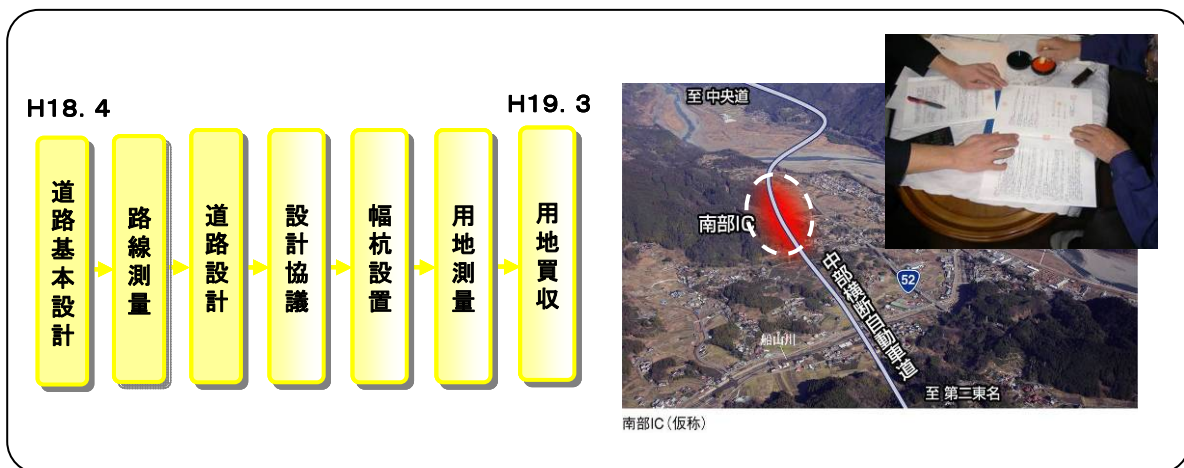 H18.4
H19.3
道路基本設計
路線測量
道路設計
設計協議
幅杭設置
用地測量
用地買収
至 中央道
南部IC
52
中部横断自動車道
船山川
至 第二東名
南部IC(仮称)